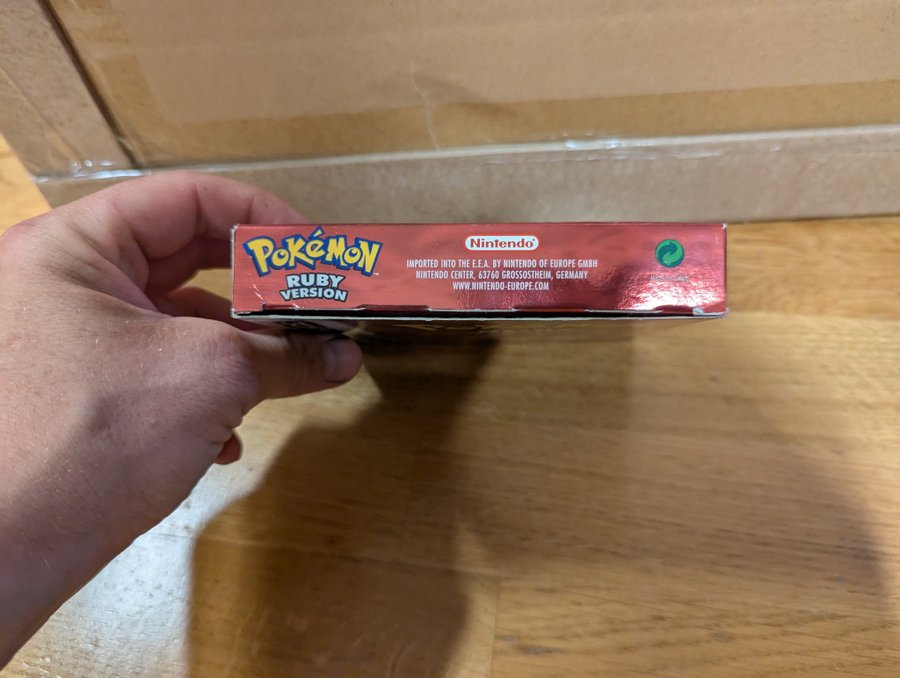 POKéMON™
RUBY
VERSION
Nintendo®
IMPORTED INTO THE E.E.A. BY NINTENDO OF EUROPE GMBH
NINTENDO CENTER, 63760 GROSSOSTHEIM, GERMANY
WWW.NINTENDO-EUROPE.COM